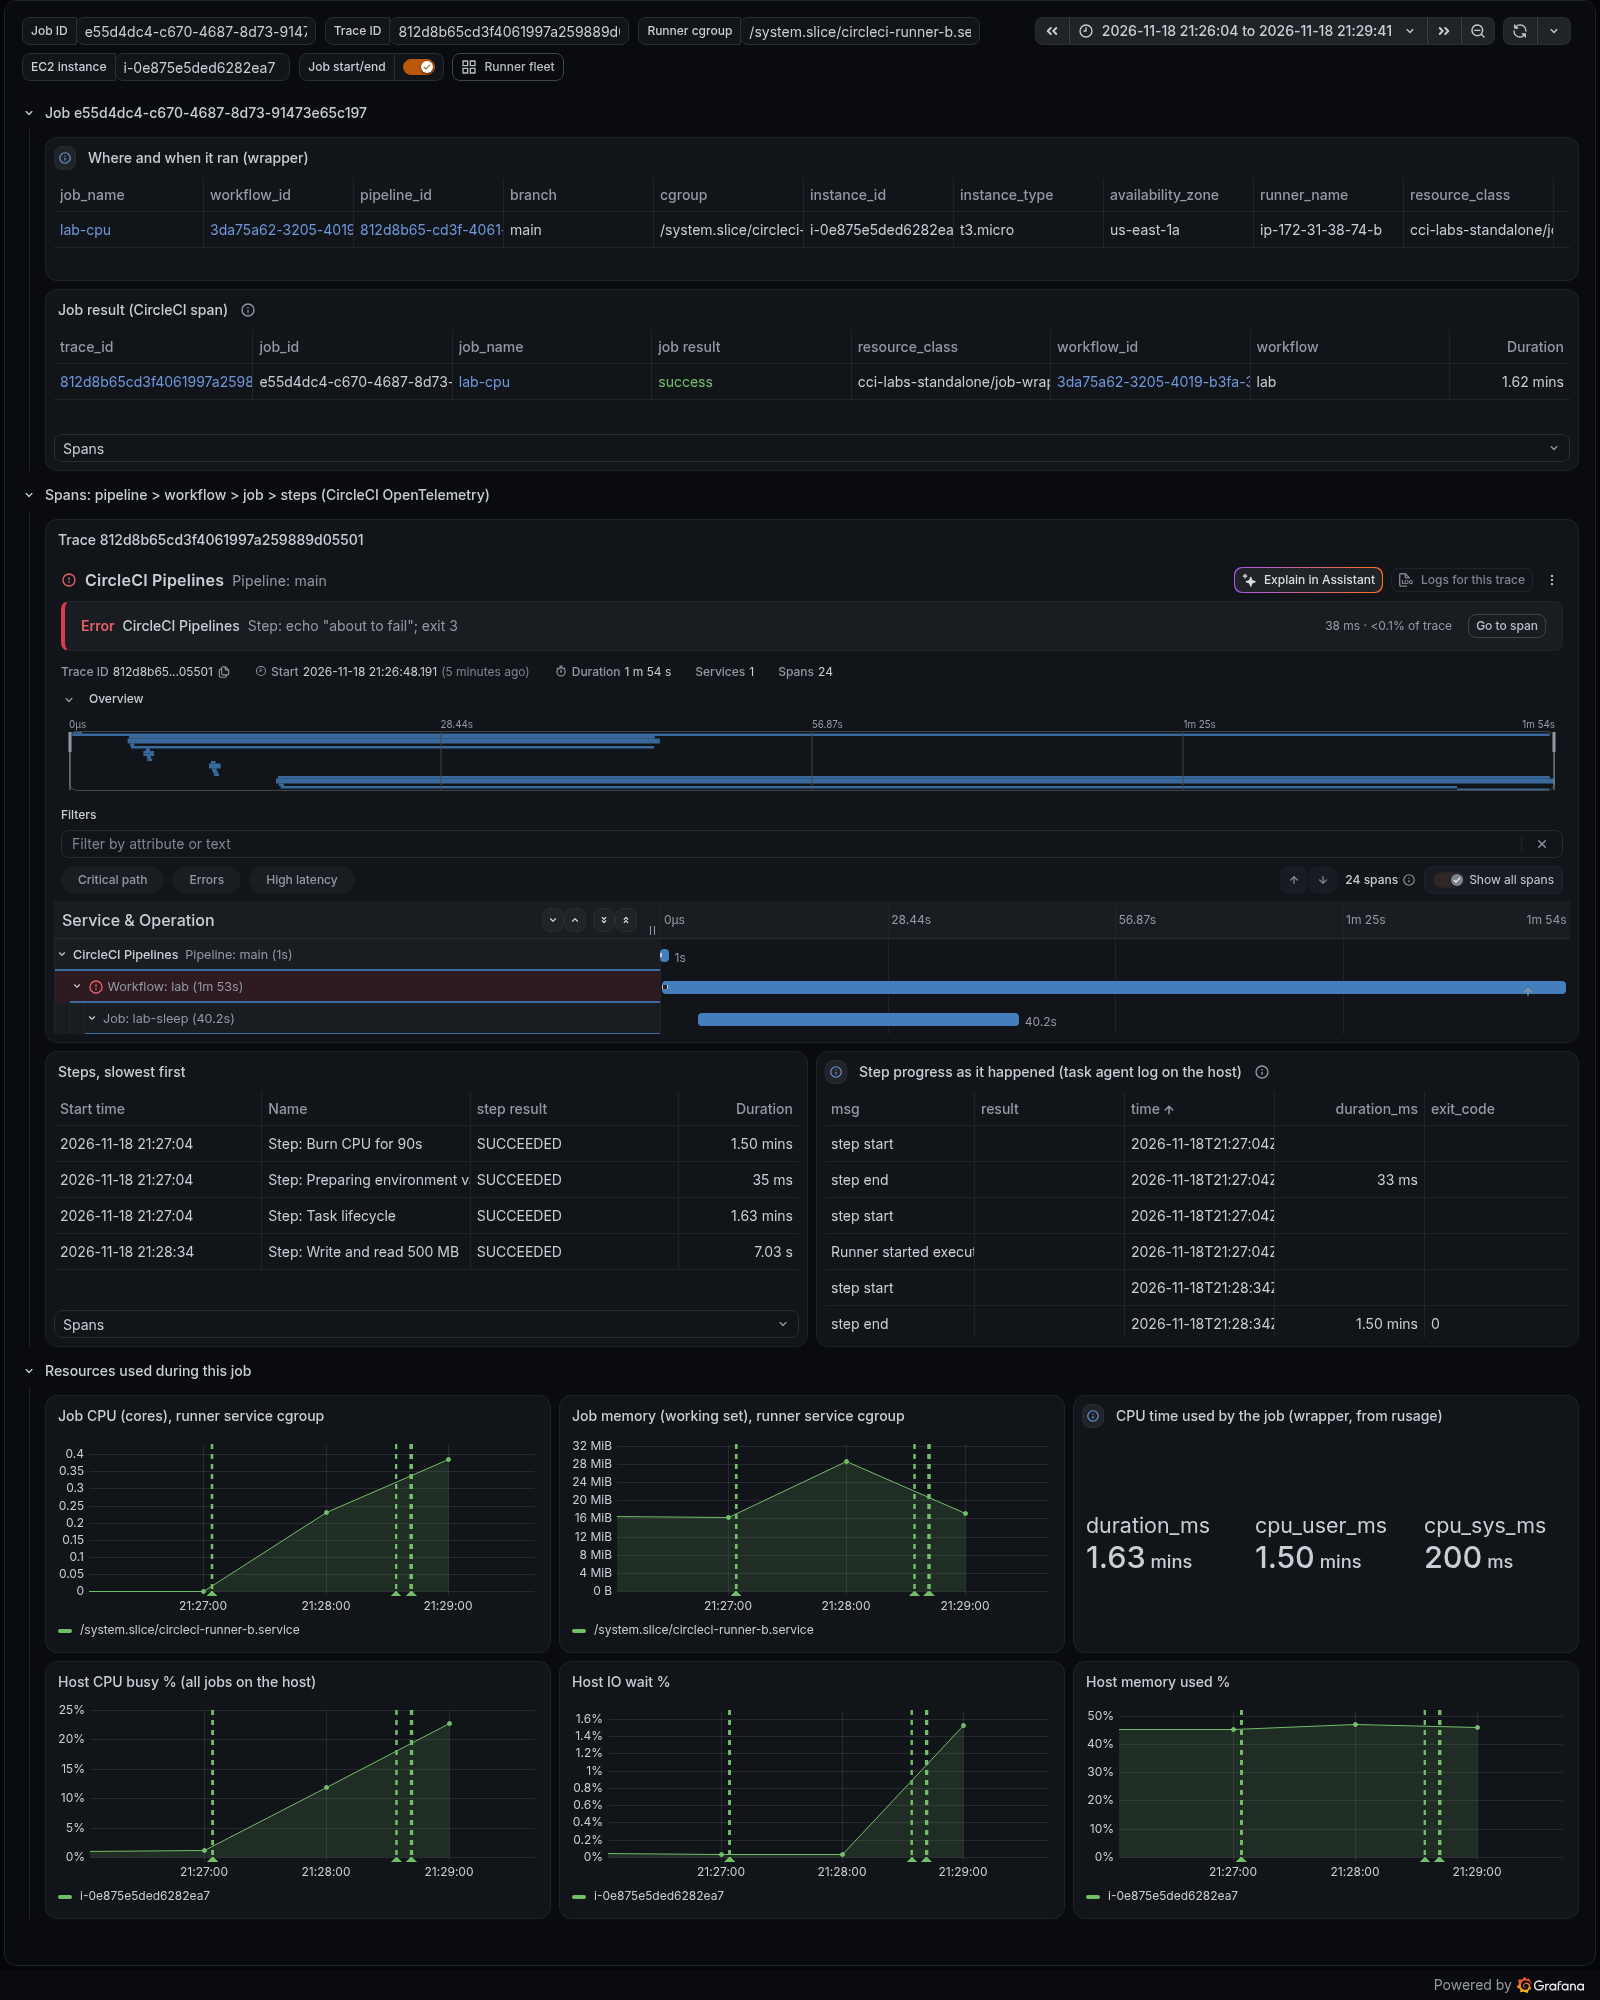 Job ID e55d4dc4-c670-4687-8d73-9147 Trace ID 812d8b65cd3f4061997a259889d Runner cgroup /system.slice/circleci-runner-b.se 2026-11-18 21:26:04 to 2026-11-18 21:29:41
EC2 instance i-0e875e5ded6282ea7 Job start/end Runner fleet
Job e55d4dc4-c670-4687-8d73-91473e65c197
Where and when it ran (wrapper)
job_name workflow_id pipeline_id branch cgroup instance_id instance_type availability_zone runner_name resource_class
lab-cpu 3da75a62-3205-4019 812d8b65-cd3f-4061- main /system.slice/circleci- i-0e875e5ded6282ea t3.micro us-east-1a ip-172-31-38-74-b cci-labs-standalone/j
Job result (CircleCI span)
trace_id job_id job_name job result resource_class workflow_id workflow Duration
812d8b65cd3f4061997a2598 e55d4dc4-c670-4687-8d73- lab-cpu success cci-labs-standalone/job-wrap 3da75a62-3205-4019-b3fa-3 lab 1.62 mins
Spans
Spans: pipeline > workflow > job > steps (CircleCI OpenTelemetry)
Trace 812d8b65cd3f4061997a259889d05501
CircleCI Pipelines Pipeline: main Explain in Assistant Logs for this trace
Error CircleCI Pipelines Step: echo "about to fail"; exit 3 38 ms · <0.1% of trace Go to span
Trace ID 812d8b65...05501 Start 2026-11-18 21:26:48.191 (5 minutes ago) Duration 1 m 54 s Services 1 Spans 24
Overview
0μs 28.44s 56.87s 1m 25s 1m 54s
Filters
Filter by attribute or text
Critical path Errors High latency 24 spans Show all spans
Service & Operation 0μs 28.44s 56.87s 1m 25s 1m 54s
CircleCI Pipelines Pipeline: main (1s) 1s
Workflow: lab (1m 53s)
Job: lab-sleep (40.2s) 40.2s
Steps, slowest first
Start time Name step result Duration
2026-11-18 21:27:04 Step: Burn CPU for 90s SUCCEEDED 1.50 mins
2026-11-18 21:27:04 Step: Preparing environment v SUCCEEDED 35 ms
2026-11-18 21:27:04 Step: Task lifecycle SUCCEEDED 1.63 mins
2026-11-18 21:28:34 Step: Write and read 500 MB SUCCEEDED 7.03 s
Spans
Step progress as it happened (task agent log on the host)
msg result time duration_ms exit_code
step start 2026-11-18T21:27:04Z
step end 2026-11-18T21:27:04Z 33 ms
step start 2026-11-18T21:27:04Z
Runner started execut 2026-11-18T21:27:04Z
step start 2026-11-18T21:28:34Z
step end 2026-11-18T21:28:34Z 1.50 mins 0
Resources used during this job
Job CPU (cores), runner service cgroup
0.4
0.35
0.3
0.25
0.2
0.15
0.1
0.05
0
21:27:00 21:28:00 21:29:00
/system.slice/circleci-runner-b.service
Job memory (working set), runner service cgroup
32 MiB
28 MiB
24 MiB
20 MiB
16 MiB
12 MiB
8 MiB
4 MiB
0 B
21:27:00 21:28:00 21:29:00
/system.slice/circleci-runner-b.service
CPU time used by the job (wrapper, from rusage)
duration_ms cpu_user_ms cpu_sys_ms
1.63 mins 1.50 mins 200 ms
Host CPU busy % (all jobs on the host)
25%
20%
15%
10%
5%
0%
21:27:00 21:28:00 21:29:00
i-0e875e5ded6282ea7
Host IO wait %
1.6%
1.4%
1.2%
1%
0.8%
0.6%
0.4%
0.2%
0%
21:27:00 21:28:00 21:29:00
i-0e875e5ded6282ea7
Host memory used %
50%
40%
30%
20%
10%
0%
21:27:00 21:28:00 21:29:00
i-0e875e5ded6282ea7
Powered by Grafana